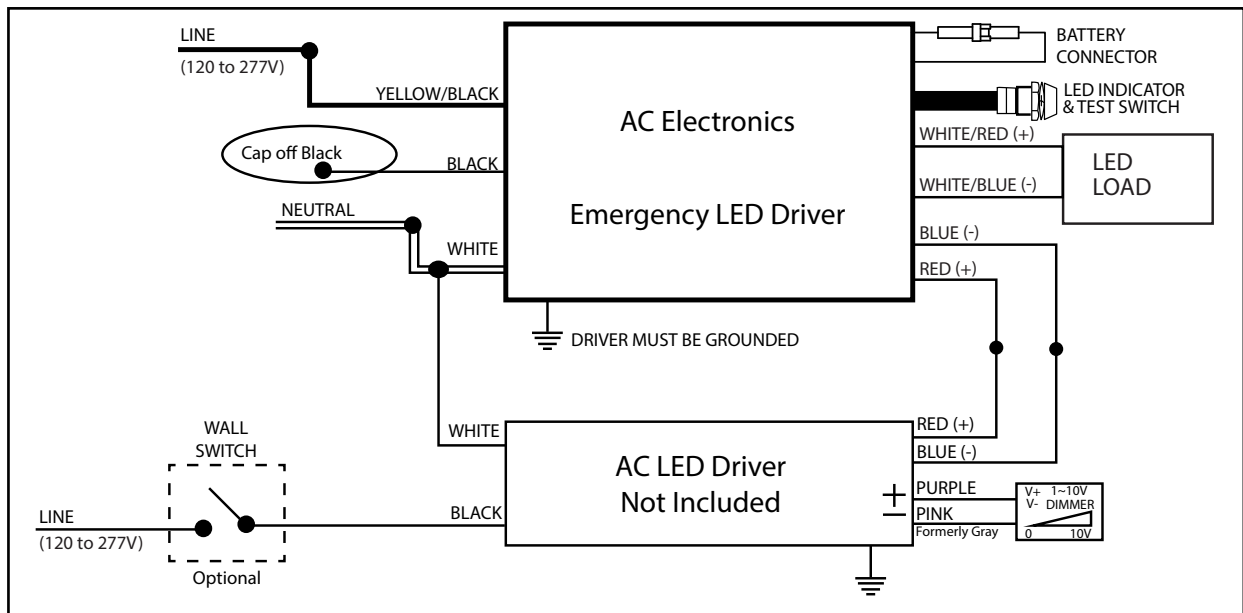 LINE
(120 to 277V)
YELLOW/BLACK
Cap off Black
BLACK
NEUTRAL
WHITE
AC Electronics
Emergency LED Driver
BATTERY
CONNECTOR
LED INDICATOR
& TEST SWITCH
WHITE/RED (+)
WHITE/BLUE (-)
LED
LOAD
BLUE (-)
RED (+)
DRIVER MUST BE GROUNDED
WALL
SWITCH
LINE
(120 to 277V)
Optional
WHITE
BLACK
AC LED Driver
Not Included
RED (+)
BLUE (-)
+ PURPLE
− PINK
Formerly Gray
V+ 1~10V
V- DIMMER
0 10V